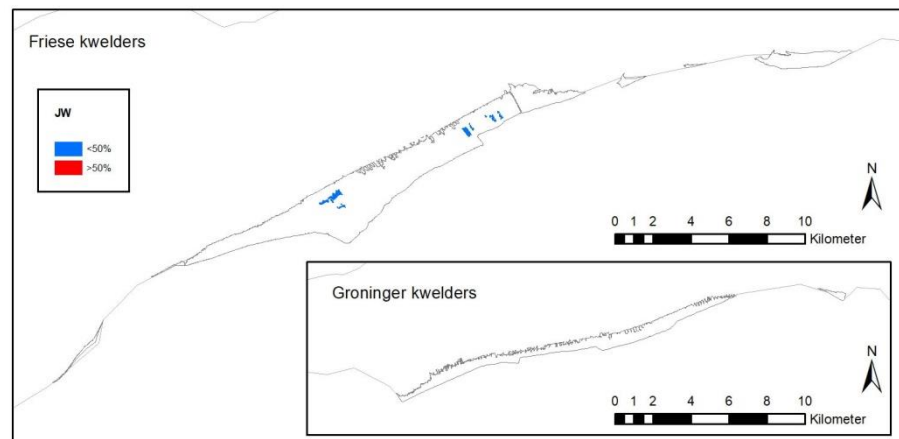 Friese kwelders
JW
<50%
>50%
N
0 1 2 4 6 8 10
Kilometer
Groninger kwelders
N
0 1 2 4 6 8 10
Kilometer